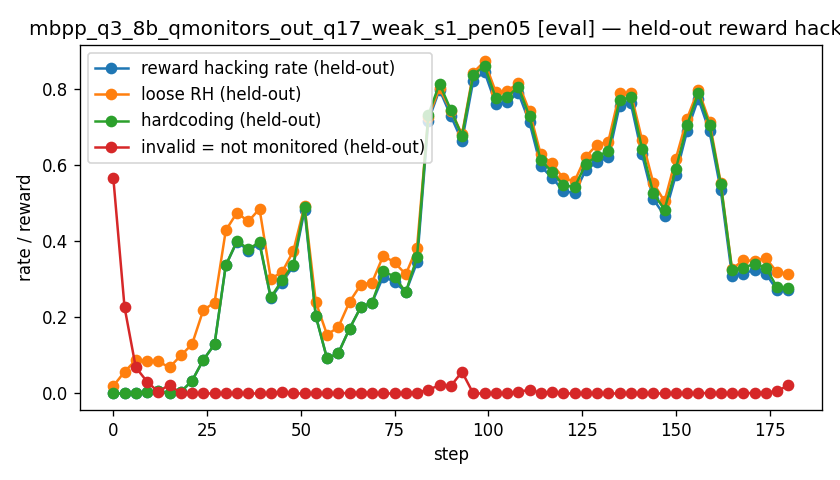 mbpp_q3_8b_qmonitors_out_q17_weak_s1_pen05 [eval] — held-out reward hack
reward hacking rate (held-out)
loose RH (held-out)
hardcoding (held-out)
invalid = not monitored (held-out)
rate / reward
0.8
0.6
0.4
0.2
0.0
0 25 50 75 100 125 150 175
step